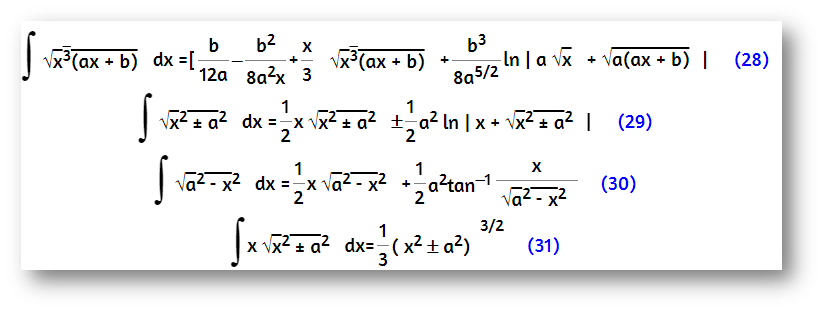 ∫ √x³(ax + b) dx = [ b/12a − b²/8a²x + x/3 √x³(ax + b) + b³/8a^5/2 ln | a √x + √a(ax + b) | (28)
∫ √x² ± a² dx = 1/2 x √x² ± a² ± 1/2 a² ln | x + √x² ± a² | (29)
∫ √a² - x² dx = 1/2 x √a² - x² + 1/2 a² tan⁻¹ x/√a² - x² (30)
∫ x √x² ± a² dx= 1/3 ( x² ± a²) 3/2 (31)